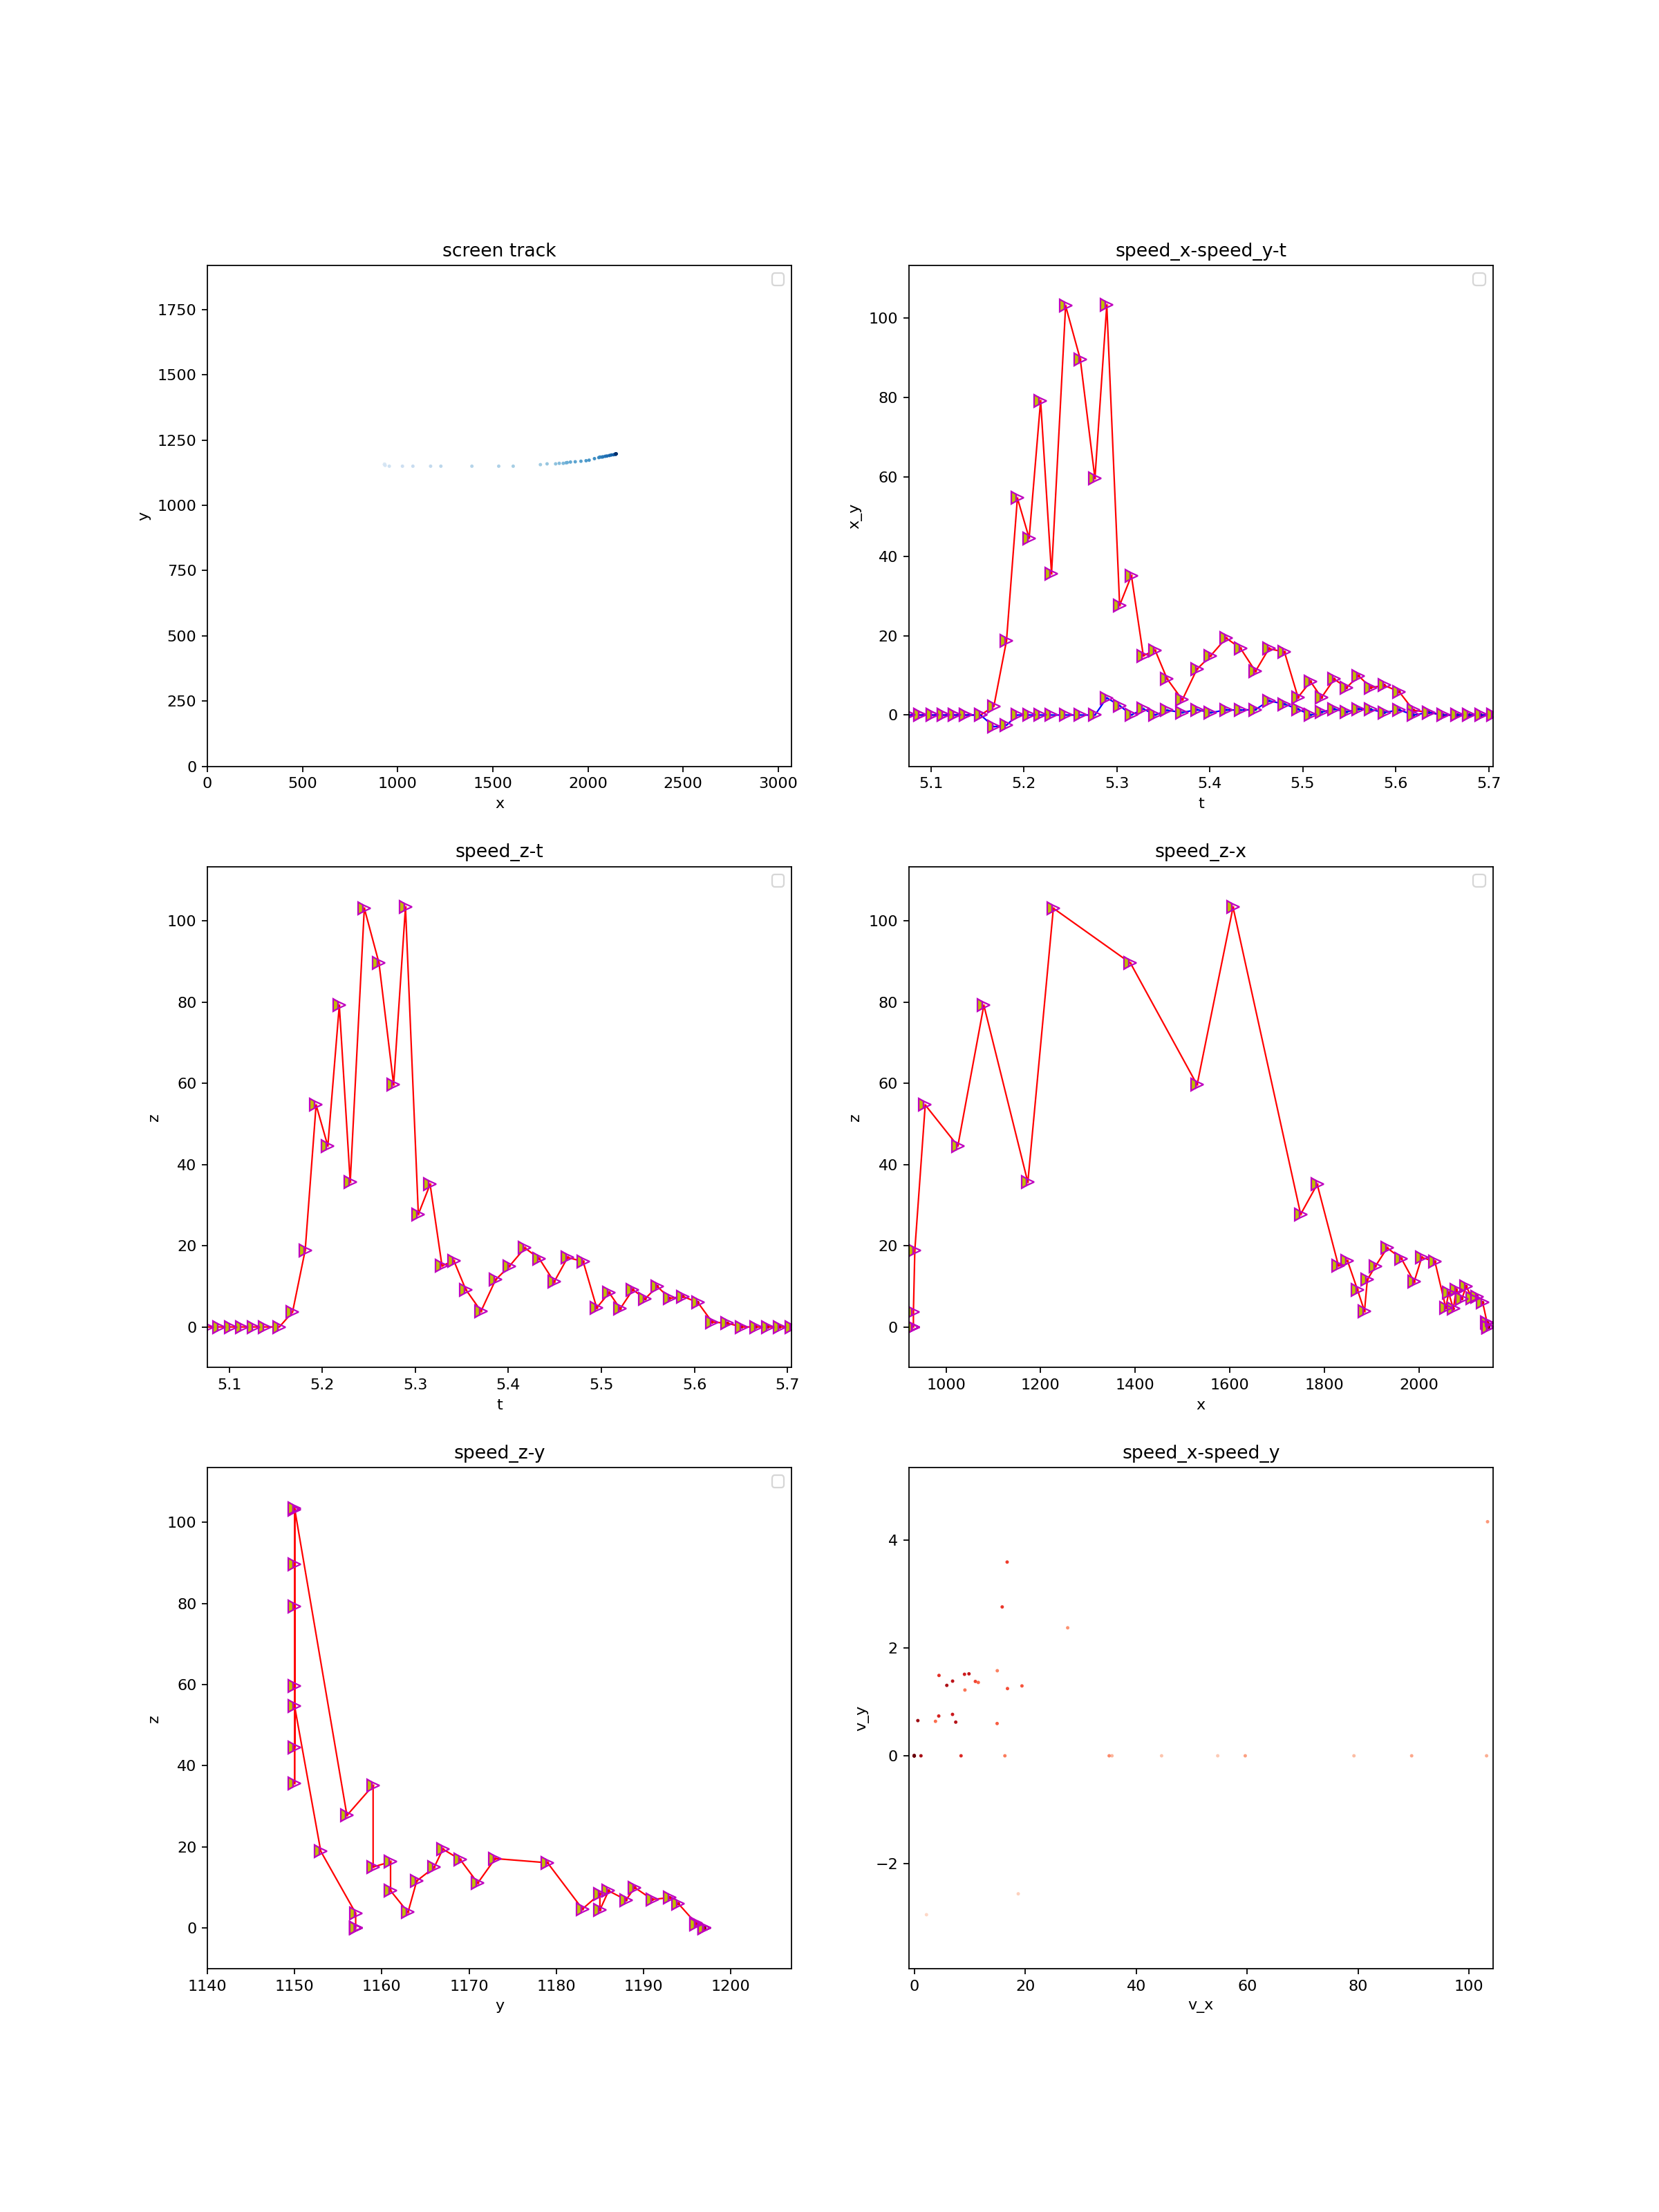 screen track
1750
1500
1250
1000
750
500
250
0
y
0 500 1000 1500 2000 2500 3000
x
speed_x-speed_y-t
100
80
60
40
20
0
x_y
5.1 5.2 5.3 5.4 5.5 5.6 5.7
t
speed_z-t
100
80
60
40
20
0
z
5.1 5.2 5.3 5.4 5.5 5.6 5.7
t
speed_z-x
100
80
60
40
20
0
z
1000 1200 1400 1600 1800 2000
x
speed_z-y
100
80
60
40
20
0
z
1140 1150 1160 1170 1180 1190 1200
y
speed_x-speed_y
4
2
0
−2
v_y
0 20 40 60 80 100
v_x